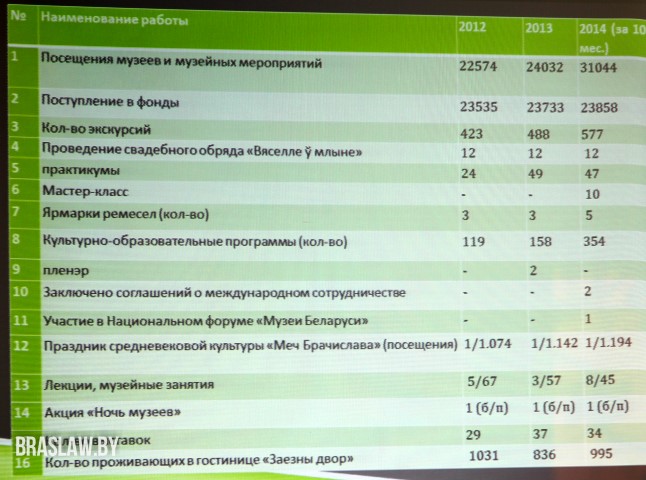 № Наименование работы 2012 2013 2014 (за 10
мес.)
1 Посещения музеев и музейных мероприятий 22574 24032 31044
2 Поступление в фонды 23535 23733 23858
3 Кол-во экскурсий 423 488 577
4 Проведение свадебного обряда «Вяселле ў млыне» 12 12 12
5 практикумы 24 49 47
6 Мастер-класс - - 10
7 Ярмарки ремесел (кол-во) 3 3 5
8 Культурно-образовательные программы (кол-во) 119 158 354
9 пленэр - 2 -
10 Заключено соглашений о международном сотрудничестве - - 2
11 Участие в Национальном форуме «Музеи Беларуси» - - 1
12 Праздник средневековой культуры «Меч Брачислава» (посещения) 1/1.074 1/1.142 1/1.194
13 Лекции, музейные занятия 5/67 3/57 8/45
14 Акция «Ночь музеев» 1 (б/п) 1 (б/п) 1 (б/п)
29 37 34
16 Кол-во проживающих в гостинице «Заезны двор» 1031 836 995
BRASLAW.BY